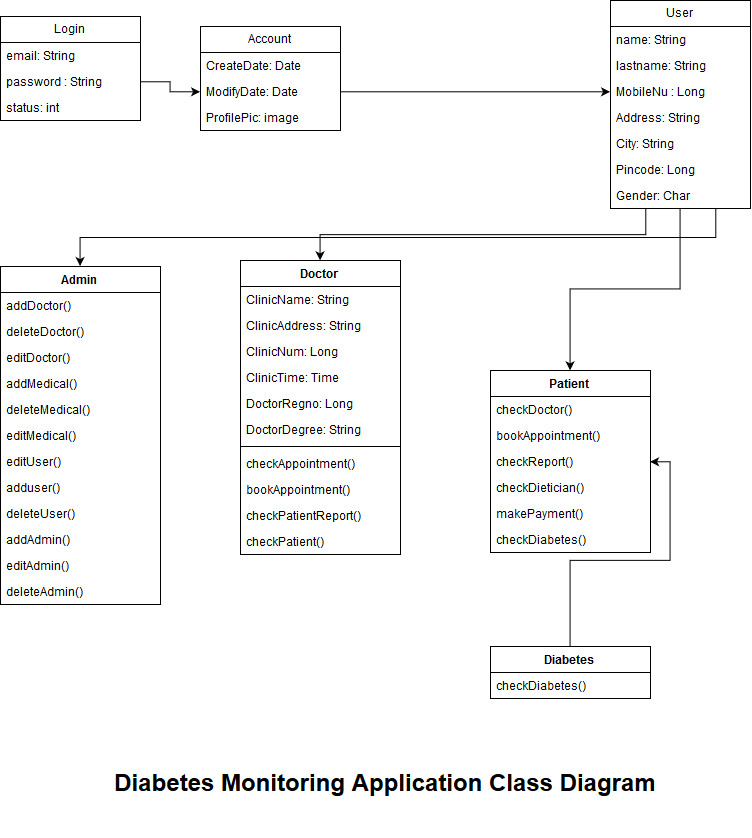 Login
email: String
password : String
status: int
Account
CreateDate: Date
ModifyDate: Date
ProfilePic: image
User
name: String
lastname: String
MobileNu : Long
Address: String
City: String
Pincode: Long
Gender: Char
Admin
addDoctor()
deleteDoctor()
editDoctor()
addMedical()
deleteMedical()
editMedical()
editUser()
adduser()
deleteUser()
addAdmin()
editAdmin()
deleteAdmin()
Doctor
ClinicName: String
ClinicAddress: String
ClinicNum: Long
ClinicTime: Time
DoctorRegno: Long
DoctorDegree: String
checkAppointment()
bookAppointment()
checkPatientReport()
checkPatient()
Patient
checkDoctor()
bookAppointment()
checkReport()
checkDietician()
makePayment()
checkDiabetes()
Diabetes
checkDiabetes()
Diabetes Monitoring Application Class Diagram